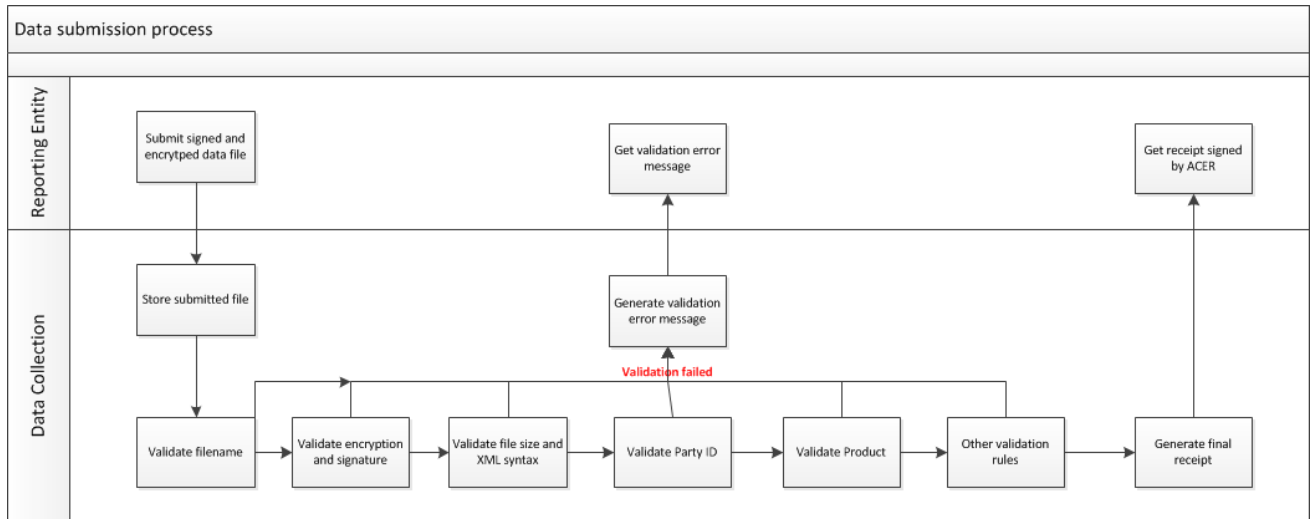 Data submission process
Reporting Entity
Submit signed and
encrytped data file
Get validation error
message
Get receipt signed
by ACER
Data Collection
Store submitted file
Generate validation
error message
Validation failed
Validate filename
Validate encryption
and signature
Validate file size and
XML syntax
Validate Party ID
Validate Product
Other validation
rules
Generate final
receipt